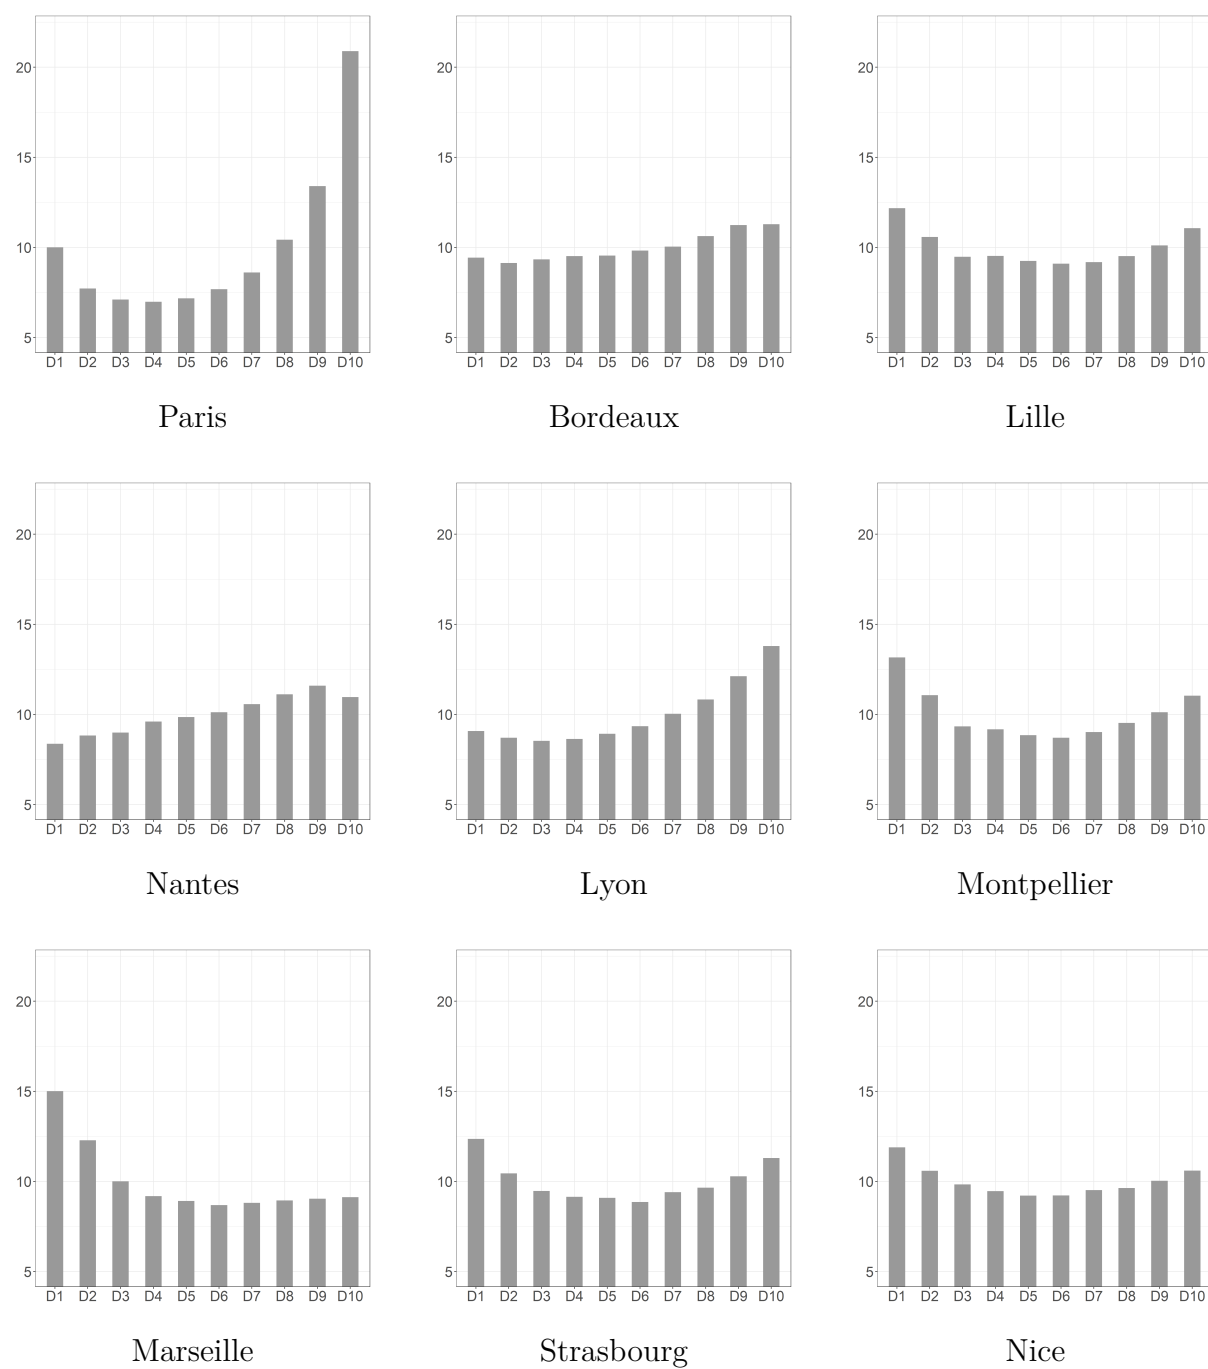 20 20 20
15 15 15
10 10 10
5 5 5
D1 D2 D3 D4 D5 D6 D7 D8 D9 D10 D1 D2 D3 D4 D5 D6 D7 D8 D9 D10 D1 D2 D3 D4 D5 D6 D7 D8 D9 D10
Paris Bordeaux Lille
20 20 20
15 15 15
10 10 10
5 5 5
D1 D2 D3 D4 D5 D6 D7 D8 D9 D10 D1 D2 D3 D4 D5 D6 D7 D8 D9 D10 D1 D2 D3 D4 D5 D6 D7 D8 D9 D10
Nantes Lyon Montpellier
20 20 20
15 15 15
10 10 10
5 5 5
D1 D2 D3 D4 D5 D6 D7 D8 D9 D10 D1 D2 D3 D4 D5 D6 D7 D8 D9 D10 D1 D2 D3 D4 D5 D6 D7 D8 D9 D10
Marseille Strasbourg Nice